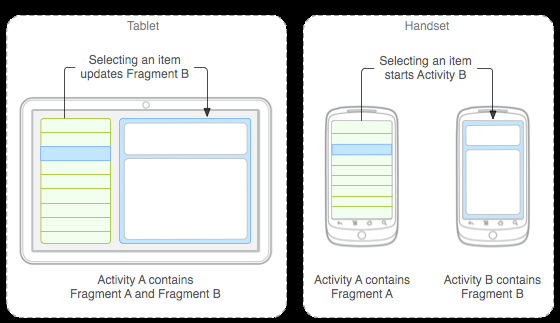 Tablet
Selecting an item
updates Fragment B
Activity A contains
Fragment A and Fragment B
Handset
Selecting an item
starts Activity B
Activity A contains
Fragment A
Activity B contains
Fragment B